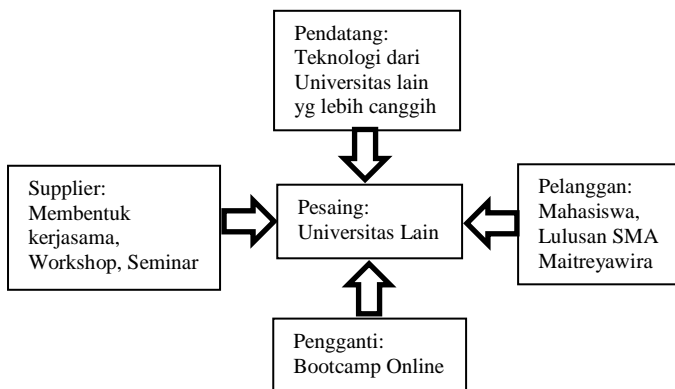 Pendatang:
Teknologi dari
Universitas lain
yg lebih canggih
Supplier:
Membentuk
kerjasama,
Workshop, Seminar
Pesaing:
Universitas Lain
Pelanggan:
Mahasiswa,
Lulusan SMA
Maitreyawira
Pengganti:
Bootcamp Online